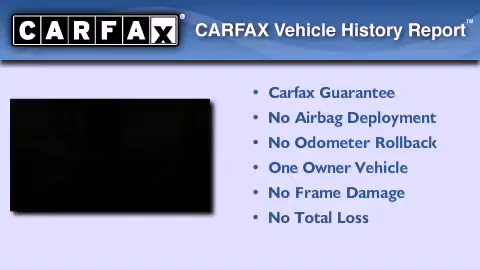 CARFAX® CARFAX Vehicle History Report™
• Carfax Guarantee
• No Airbag Deployment
• No Odometer Rollback
• One Owner Vehicle
• No Frame Damage
• No Total Loss